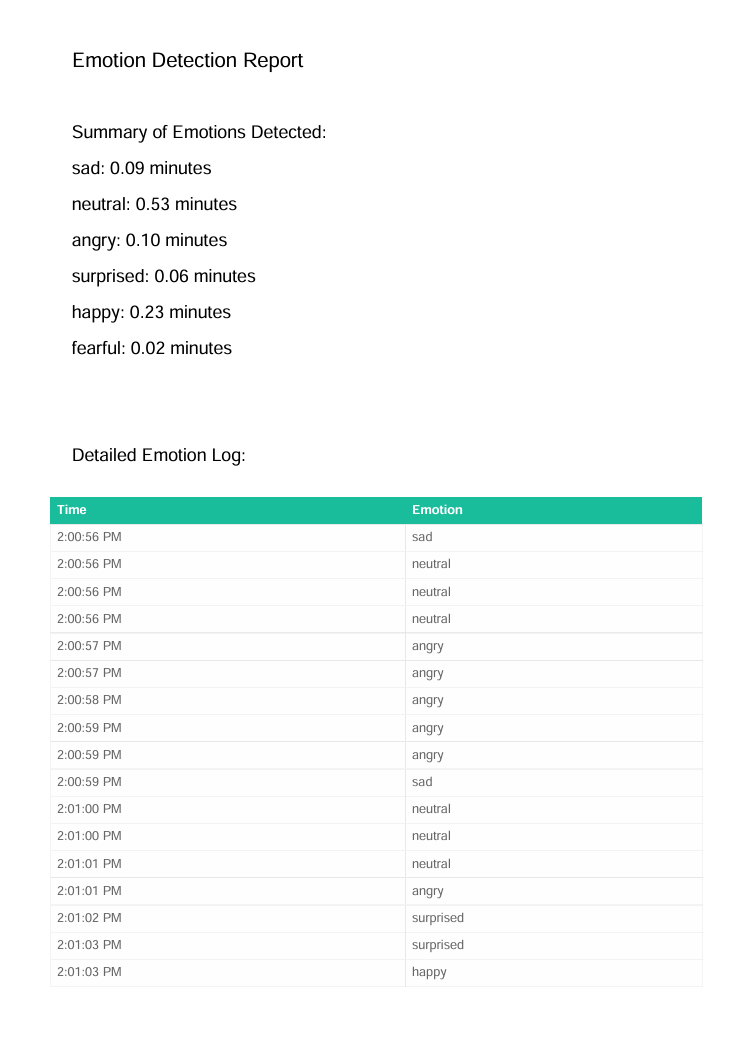 Emotion Detection Report
Summary of Emotions Detected:
sad: 0.09 minutes
neutral: 0.53 minutes
angry: 0.10 minutes
surprised: 0.06 minutes
happy: 0.23 minutes
fearful: 0.02 minutes
Detailed Emotion Log:
Time Emotion
2:00:56 PM sad
2:00:56 PM neutral
2:00:56 PM neutral
2:00:56 PM neutral
2:00:57 PM angry
2:00:57 PM angry
2:00:58 PM angry
2:00:59 PM angry
2:00:59 PM angry
2:00:59 PM sad
2:01:00 PM neutral
2:01:00 PM neutral
2:01:01 PM neutral
2:01:01 PM angry
2:01:02 PM surprised
2:01:03 PM surprised
2:01:03 PM happy